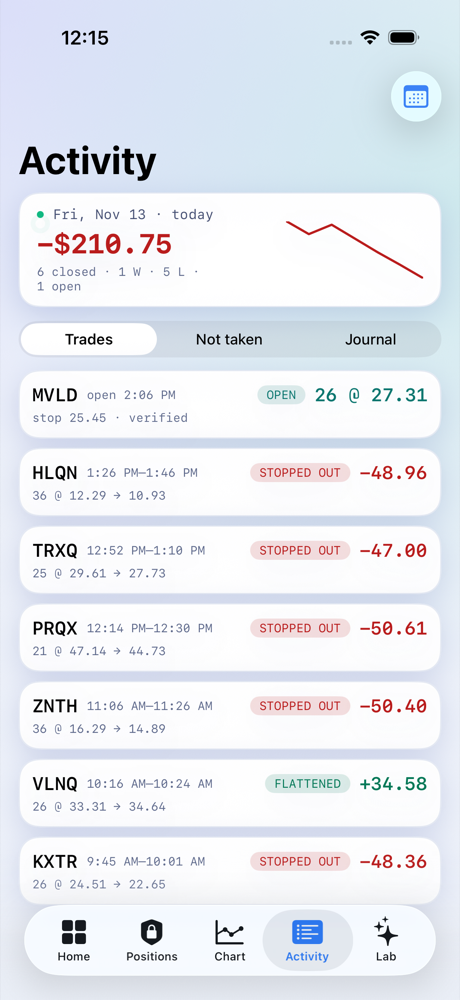 12:15
Activity
Fri, Nov 13 · today
−$210.75
6 closed · 1 W · 5 L ·
1 open
Trades Not taken Journal
MVLD open 2:06 PM OPEN 26 @ 27.31
stop 25.45 · verified
HLQN 1:26 PM–1:46 PM STOPPED OUT −48.96
36 @ 12.29 → 10.93
TRXQ 12:52 PM–1:10 PM STOPPED OUT −47.00
25 @ 29.61 → 27.73
PRQX 12:14 PM–12:30 PM STOPPED OUT −50.61
21 @ 47.14 → 44.73
ZNTH 11:06 AM–11:26 AM STOPPED OUT −50.40
36 @ 16.29 → 14.89
VLNQ 10:16 AM–10:24 AM FLATTENED +34.58
26 @ 33.31 → 34.64
KXTR 9:45 AM–10:01 AM STOPPED OUT −48.36
26 @ 24.51 → 22.65
Home Positions Chart Activity Lab